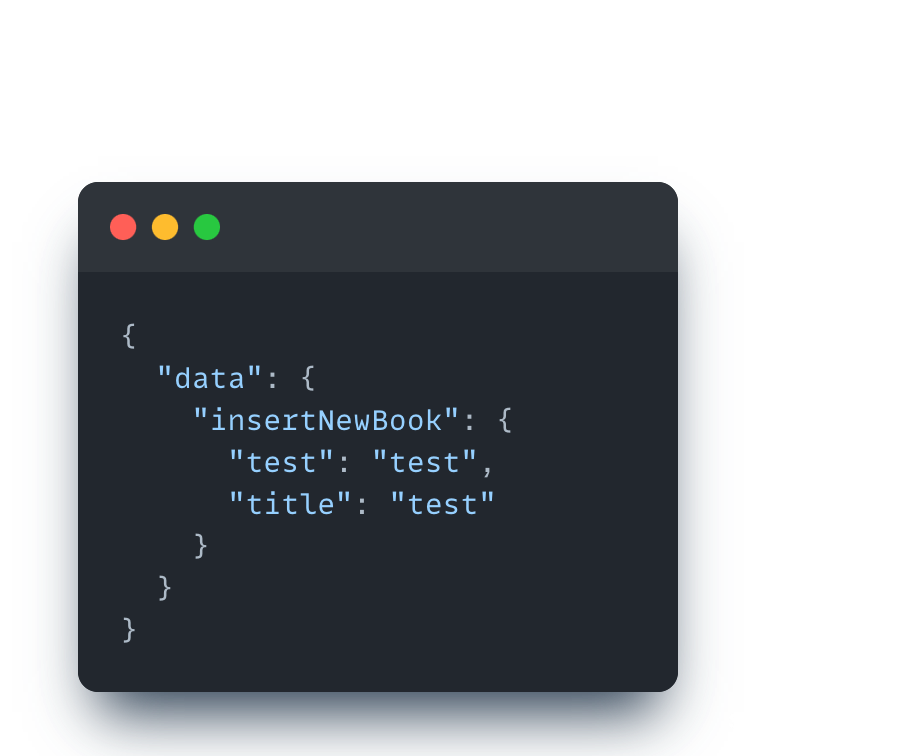 {
  "data": {
    "insertNewBook": {
      "test": "test",
      "title": "test"
    }
  }
}